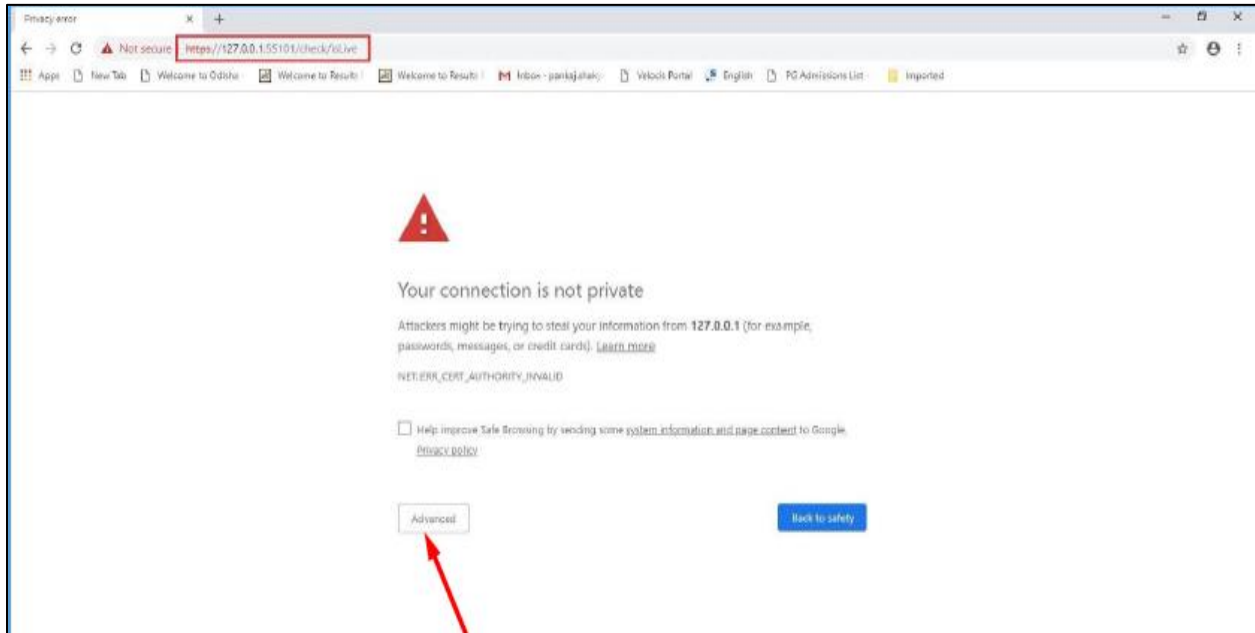 Privacy error
Not secure
https://127.0.0.1:55101/check/isLive
Apps New Tab Welcome to Odisha Welcome to Results Welcome to Results Inbox - pankaj.shaky Velocis Portal English PG Admissions List - Imported
Your connection is not private
Attackers might be trying to steal your information from 127.0.0.1 (for example,
passwords, messages, or credit cards). Learn more
NET::ERR_CERT_AUTHORITY_INVALID
Help improve Safe Browsing by sending some system information and page content to Google.
Privacy policy
Advanced
Back to safety